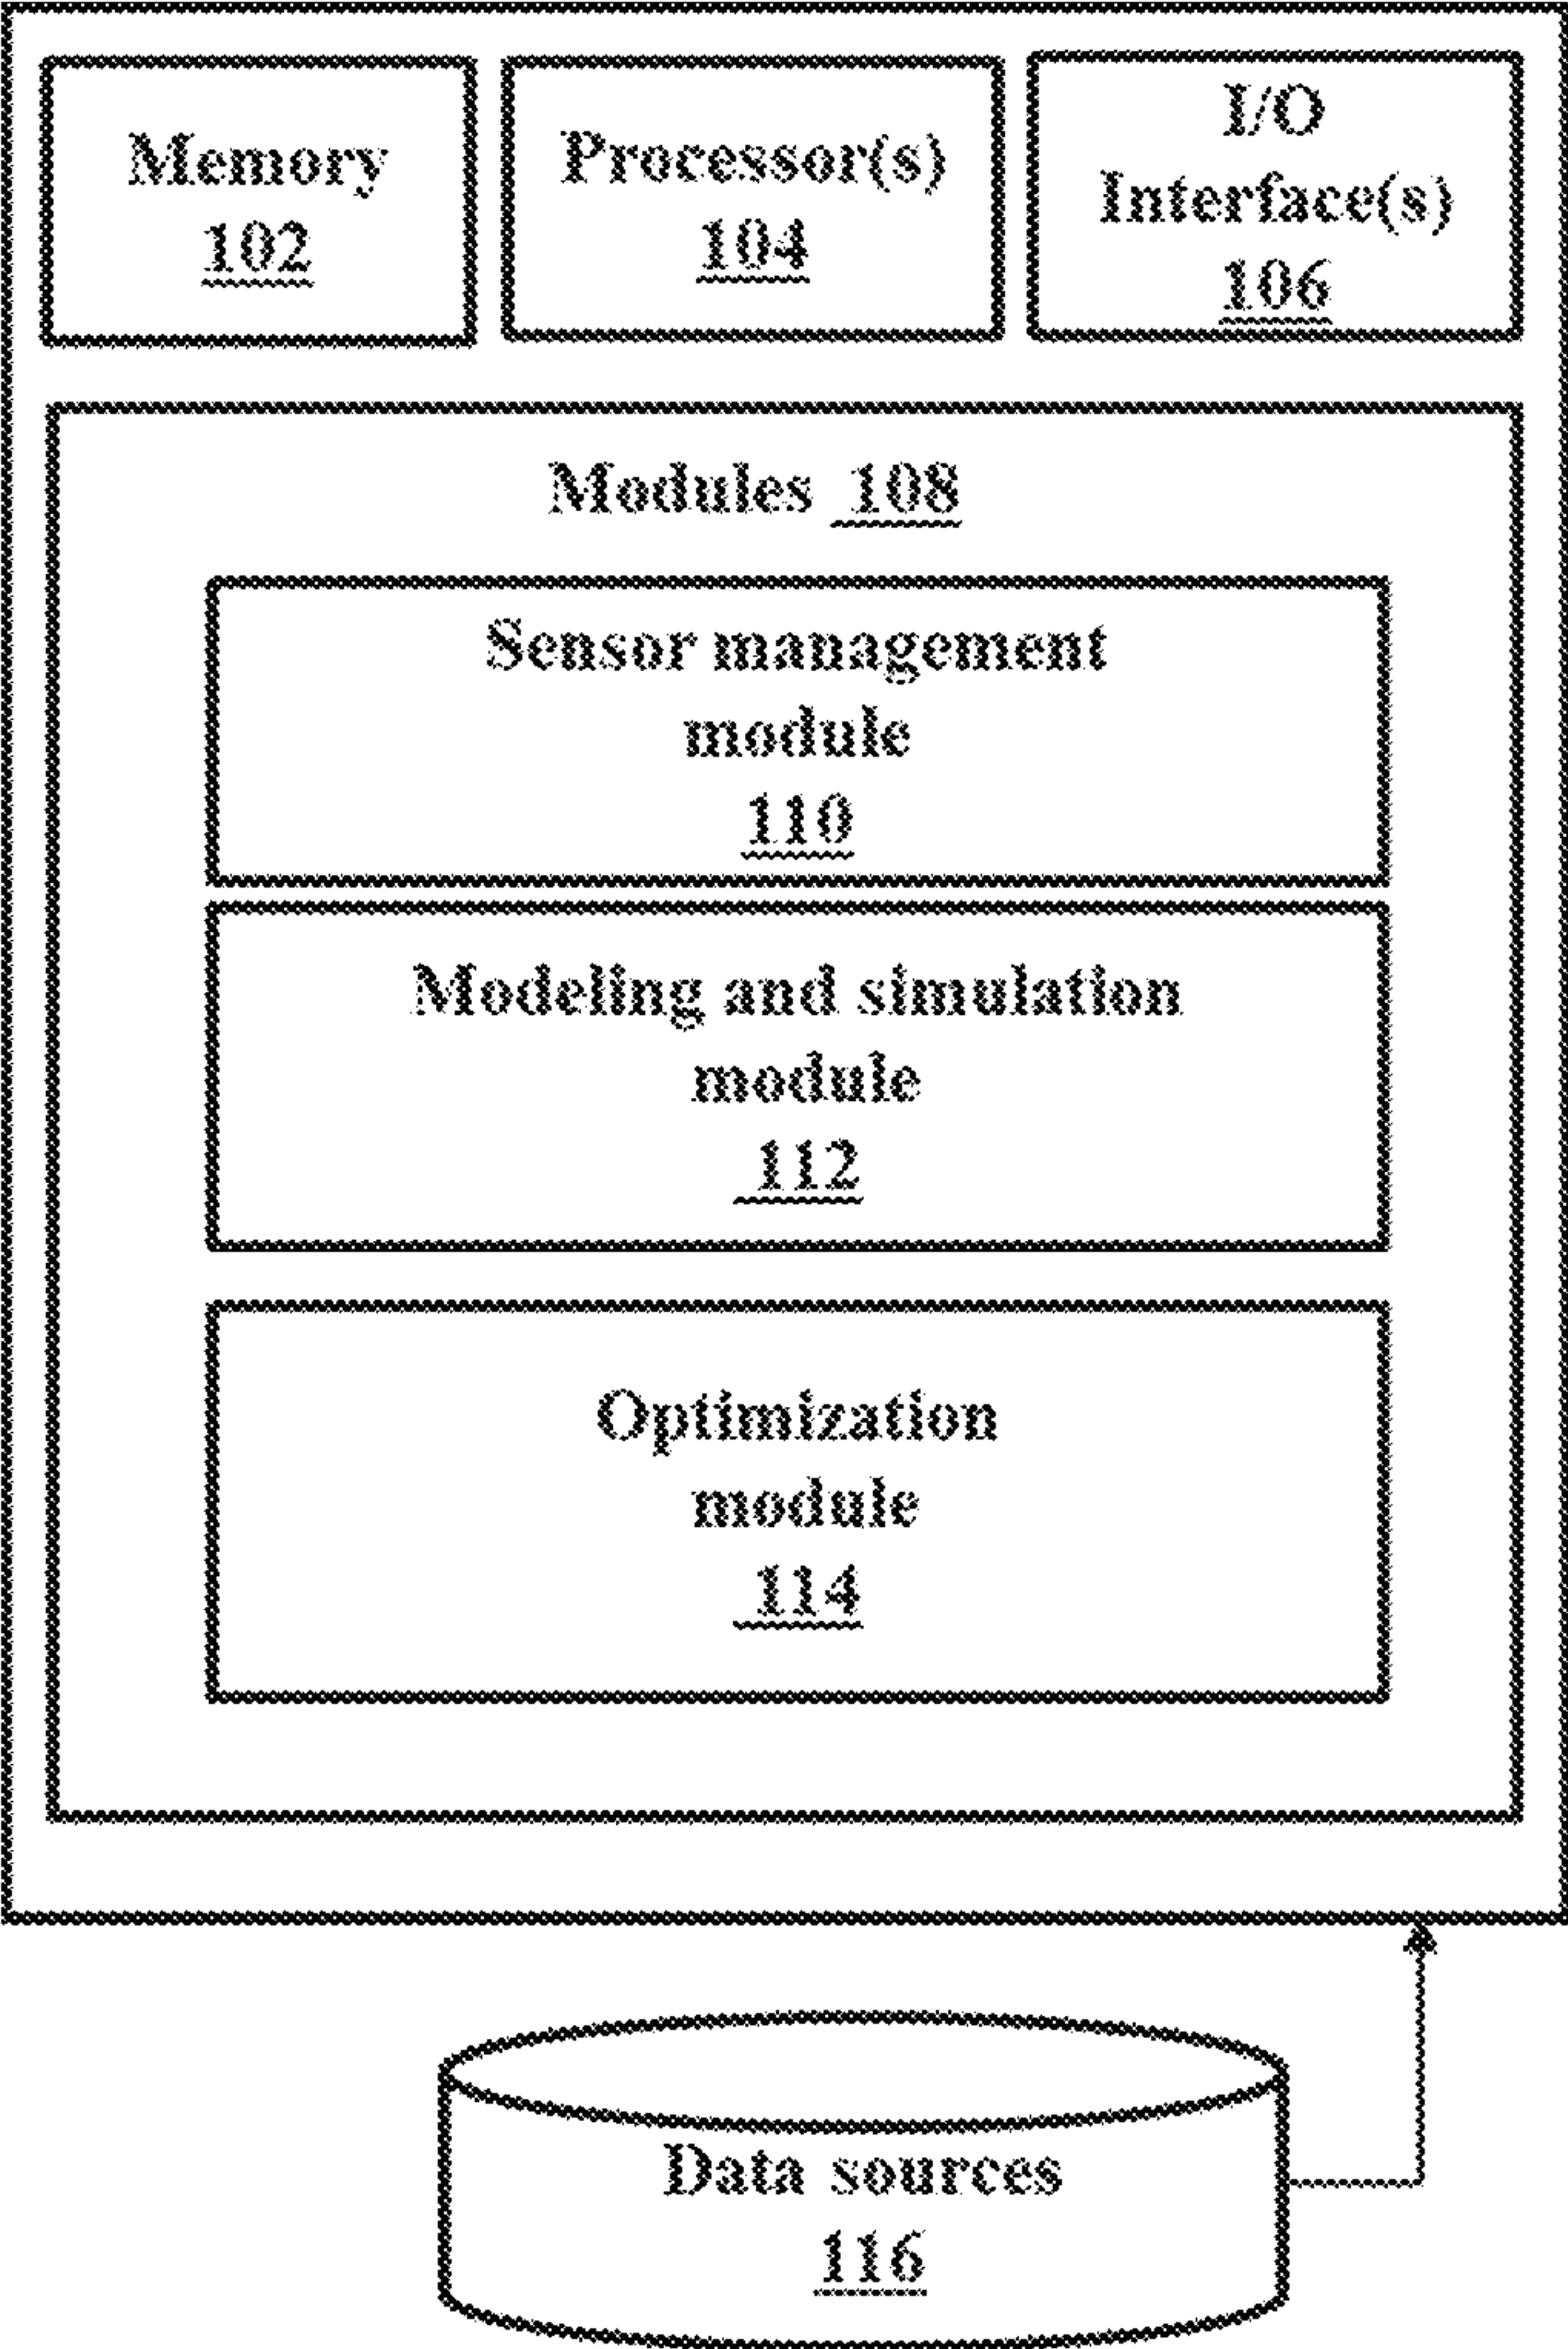 Memory
102
Processor(s)
104
I/O
Interface(s)
106
Modules 108
Sensor management
module
110
Modeling and simulation
module
112
Optimization
module
114
Data sources
116